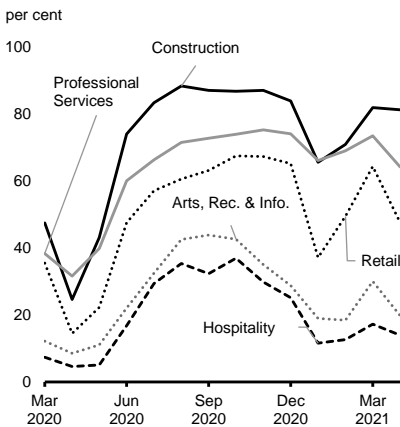 per cent
100
Construction
Professional
Services
80
60
Arts, Rec. & Info.
40
Retail
20
Hospitality
0
Mar Jun Sep Dec Mar
2020 2020 2020 2020 2021